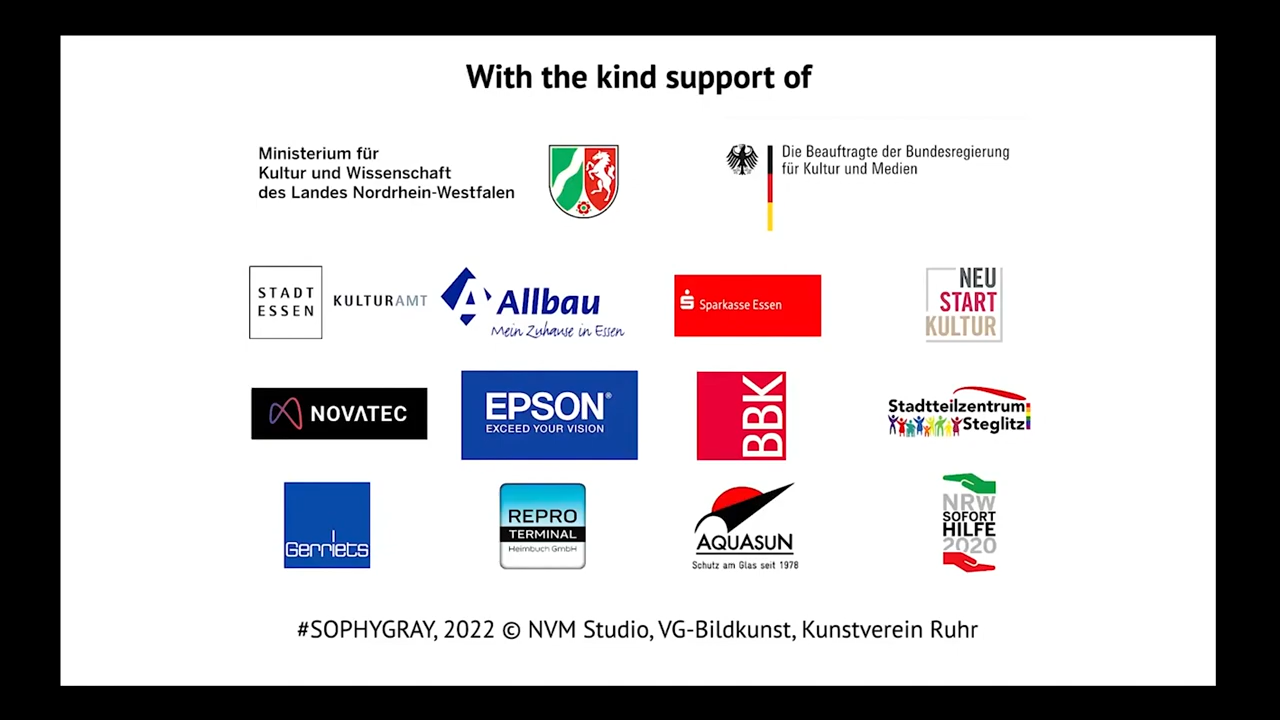 With the kind support of
Ministerium für
Kultur und Wissenschaft
des Landes Nordrhein-Westfalen
Die Beauftragte der Bundesregierung
für Kultur und Medien
STADT
ESSEN
KULTURAMT
Allbau
Mein Zuhause in Essen
Sparkasse Essen
NEU
START
KULTUR
NOVATEC
EPSON®
EXCEED YOUR VISION
BBK
Stadtteilzentrum
Steglitz
Gerriets
REPRO
TERMINAL
Heimbuch GmbH
AQUASUN
Schutz am Glas seit 1978
NRW
SOFORT
HILFE
2020
#SOPHYGRAY, 2022 © NVM Studio, VG-Bildkunst, Kunstverein Ruhr